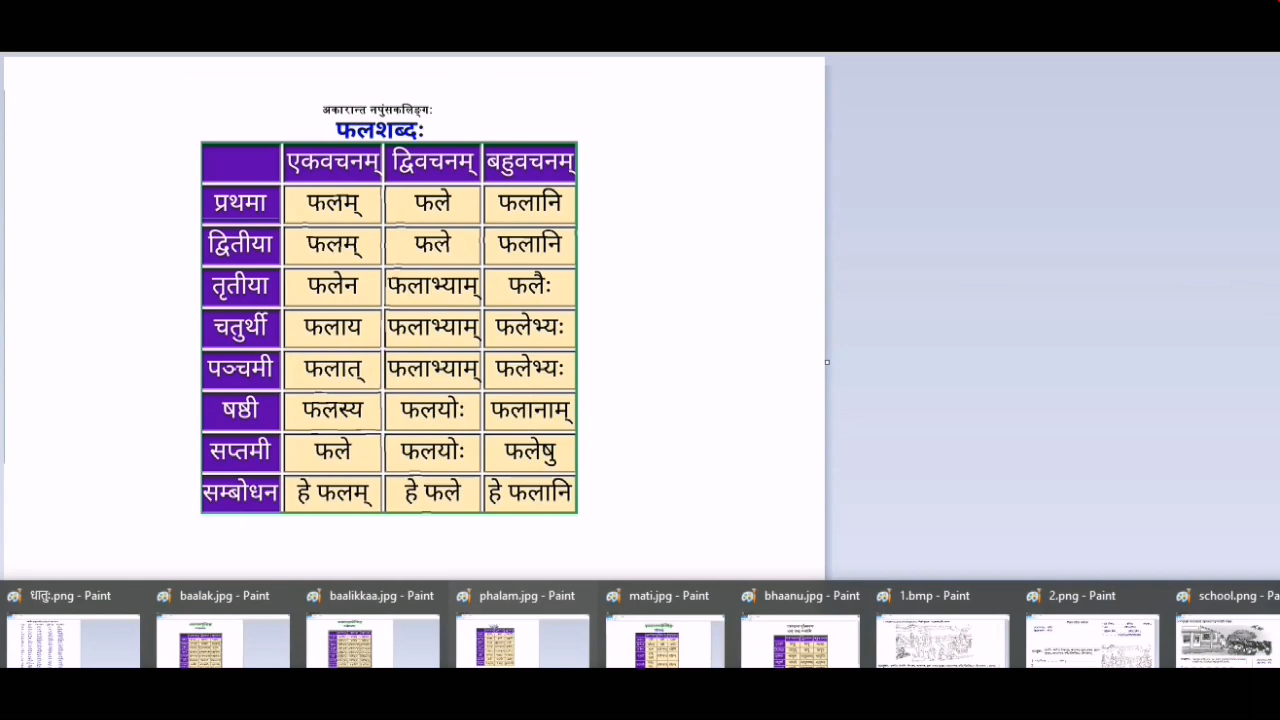 अकारान्त नपुंसकलिङ्गः
फलशब्दः
एकवचनम् द्विवचनम् बहुवचनम्
प्रथमा फलम् फले फलानि
द्वितीया फलम् फले फलानि
तृतीया फलेन फलाभ्याम् फलैः
चतुर्थी फलाय फलाभ्याम् फलेभ्यः
पञ्चमी फलात् फलाभ्याम् फलेभ्यः
षष्ठी फलस्य फलयोः फलानाम्
सप्तमी फले फलयोः फलेषु
सम्बोधन हे फलम् हे फले हे फलानि
धातुः.png - Paint baalak.jpg - Paint baalikkaa.jpg - Paint phalam.jpg - Paint mati.jpg - Paint bhaanu.jpg - Paint 1.bmp - Paint 2.png - Paint school.png - Pa